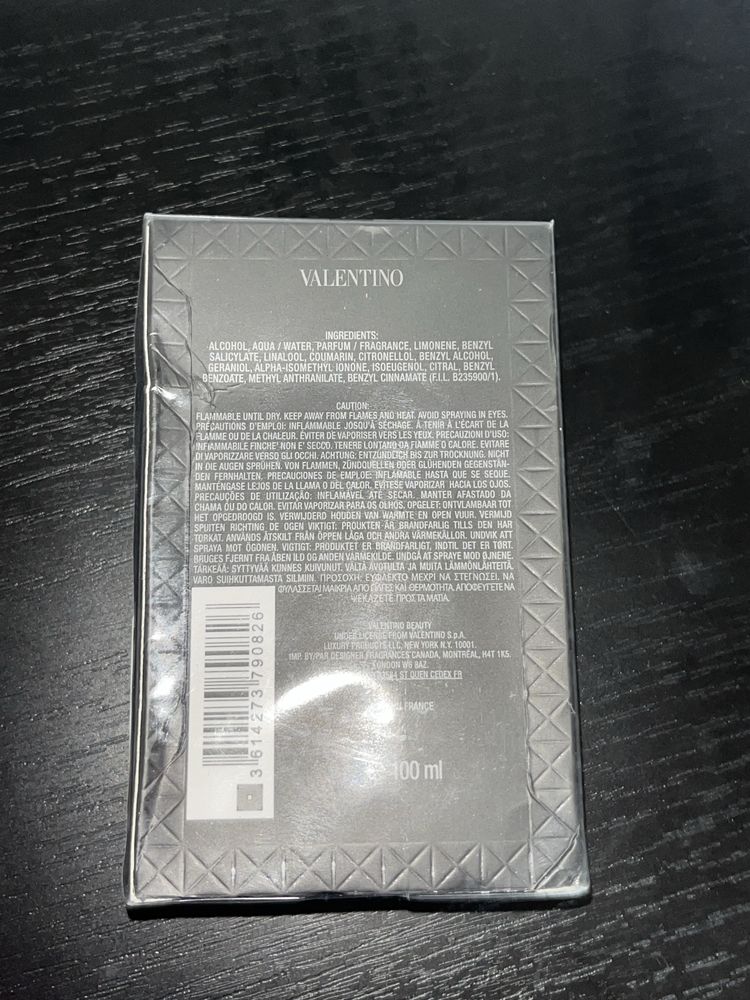 VALENTINO
INGREDIENTS:
ALCOHOL, AQUA / WATER, PARFUM / FRAGRANCE, LIMONENE, BENZYL
SALICYLATE, LINALOOL, COUMARIN, CITRONELLOL, BENZYL ALCOHOL,
GERANIOL, ALPHA-ISOMETHYL IONONE, ISOEUGENOL, CITRAL, BENZYL
BENZOATE, METHYL ANTHRANILATE, BENZYL CINNAMATE (F.I.L. B235900/1).
CAUTION:
FLAMMABLE UNTIL DRY. KEEP AWAY FROM FLAMES AND HEAT. AVOID SPRAYING IN EYES.
PRÉCAUTIONS D'EMPLOI: INFLAMMABLE JOSQU'À SÉCHAGE. À TENIR À L'ÉCART DE LA
FLAMME OU DE LA CHALEUR. ÉVITER DE VAPORISER VERS LES YEUX. PRECAUZIONI D'USO:
INFIAMMABILE FINCHE' NON E' SECCO. TENERE LONTANO DA FIAMME O CALORE. EVITARE
DI VAPORIZZARE VERSO GLI OCCHI. ACHTUNG: ENTZÜNDLICH BIS ZUR TROCKNUNG. NICHT
IN DIE AUGEN SPRÜHEN. VON FLAMMEN, ZÜNDQUELLEN ODER GLÜHENDEN GEGENSTÄN-
DEN FERNHALTEN. PRECAUCIONES DE EMPLEO: INFLAMABLE HASTA QUE SE SEQUE.
MANTÉNGASE LEJOS DE LA LLAMA O DEL CALOR. EVÍTESE VAPORIZAR HACIA LOS OJOS.
PRECAUÇÕES DE UTILIZAÇÃO: INFLAMÁVEL ATÉ SECAR. MANTER AFASTADO DA
CHAMA OU DO CALOR. EVITAR VAPORIZAR PARA OS OLHOS. OPGELET: ONTVLAMBAAR TOT
HET OPGEDROOGD IS. VERWIJDERD HOUDEN VAN WARMTE EN OPEN VUUR. VERMIJD
SPUITEN RICHTING DE OGEN VIKTIGT: PROUKTEN ÄR BRANDFARLIG TILLS DEN HAR
TORKAT. ANVÄNDS ÅTSKILT FRÅN ÖPPEN LÅGA OCH ANDRA VÄRMEKÄLLOR. UNDVIK ATT
SPRAYA MOT ÖGONEN. VIGTIGT: PRODUKTET ER BRANDFARLIGT, INDTIL DET ER TØRT.
BRUGES FJERNT FRA ÅBEN ILD OG ANDEN VARMEKILDE. UNDGÅ AT SPRAYE MOD ØJNENE.
TÄRKEÄÄ: SYTTYVÄÄ KUNNES KUIVUNUT. VÄLTÄ AVOTULTA JA MUITA LÄMMÖNLÄHTEITÄ.
VARO SUIHKUTTAMASTA SILMIIN. ΠΡΟΣΟΧΗ: ΕΥΦΛΕΚΤΟ ΜΕΧΡΙ ΝΑ ΣΤΕΓΝΩΣΕΙ. ΝΑ
ΦΥΛΑΣΣΕΤΑΙ ΜΑΚΡΙΑ ΑΠΟ ΦΛΟΓΕΣ ΚΑΙ ΘΕΡΜΟΤΗΤΑ. ΑΠΟΦΕΥΓΕΤΕ ΝΑ
ΨΕΚΑΖΕΤΕ ΠΡΟΣ ΤΑ ΜΑΤΙΑ.
VALENTINO BEAUTY
UNDER LICENSE FROM VALENTINO S.p.A.
LUXURY PRODUCTS LLC, NEW YORK N.Y. 10001.
IMP. BY/PAR DESIGNER FRAGRANCES CANADA, MONTRÉAL, H4T 1K5.
LONDON W6 8AZ.
ST OUEN CEDEX FR
FRANCE
100 ml
3 614273 790826